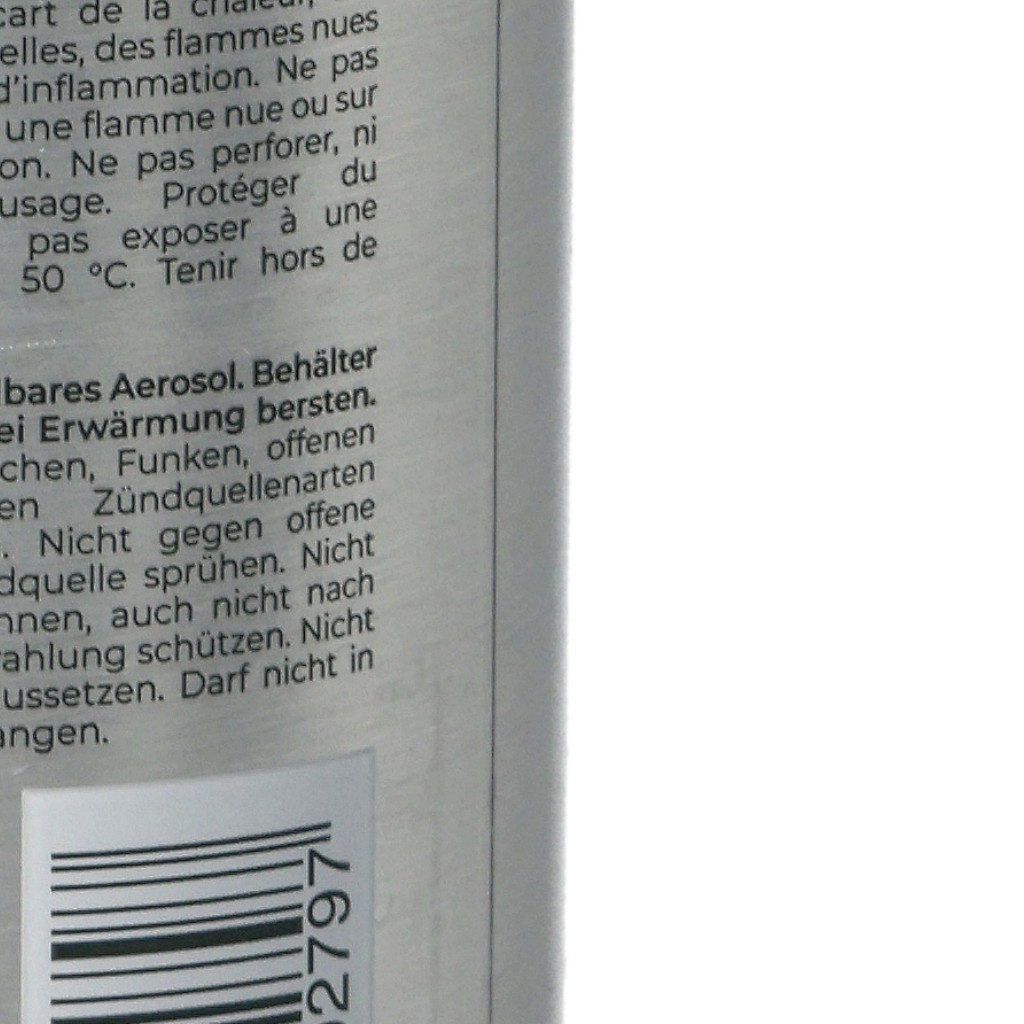 de la chaleur,
elles, des flammes nues
d'inflammation. Ne pas
une flamme nue ou sur
on. Ne pas perforer, ni
usage. Protéger du
pas exposer à une
50 °C. Tenir hors de
lbares Aerosol. Behälter
ei Erwärmung bersten.
chen, Funken, offenen
en Zündquellenarten
. Nicht gegen offene
dquelle sprühen. Nicht
nnen, auch nicht nach
rahlung schützen. Nicht
ussetzen. Darf nicht in
angen.
2797